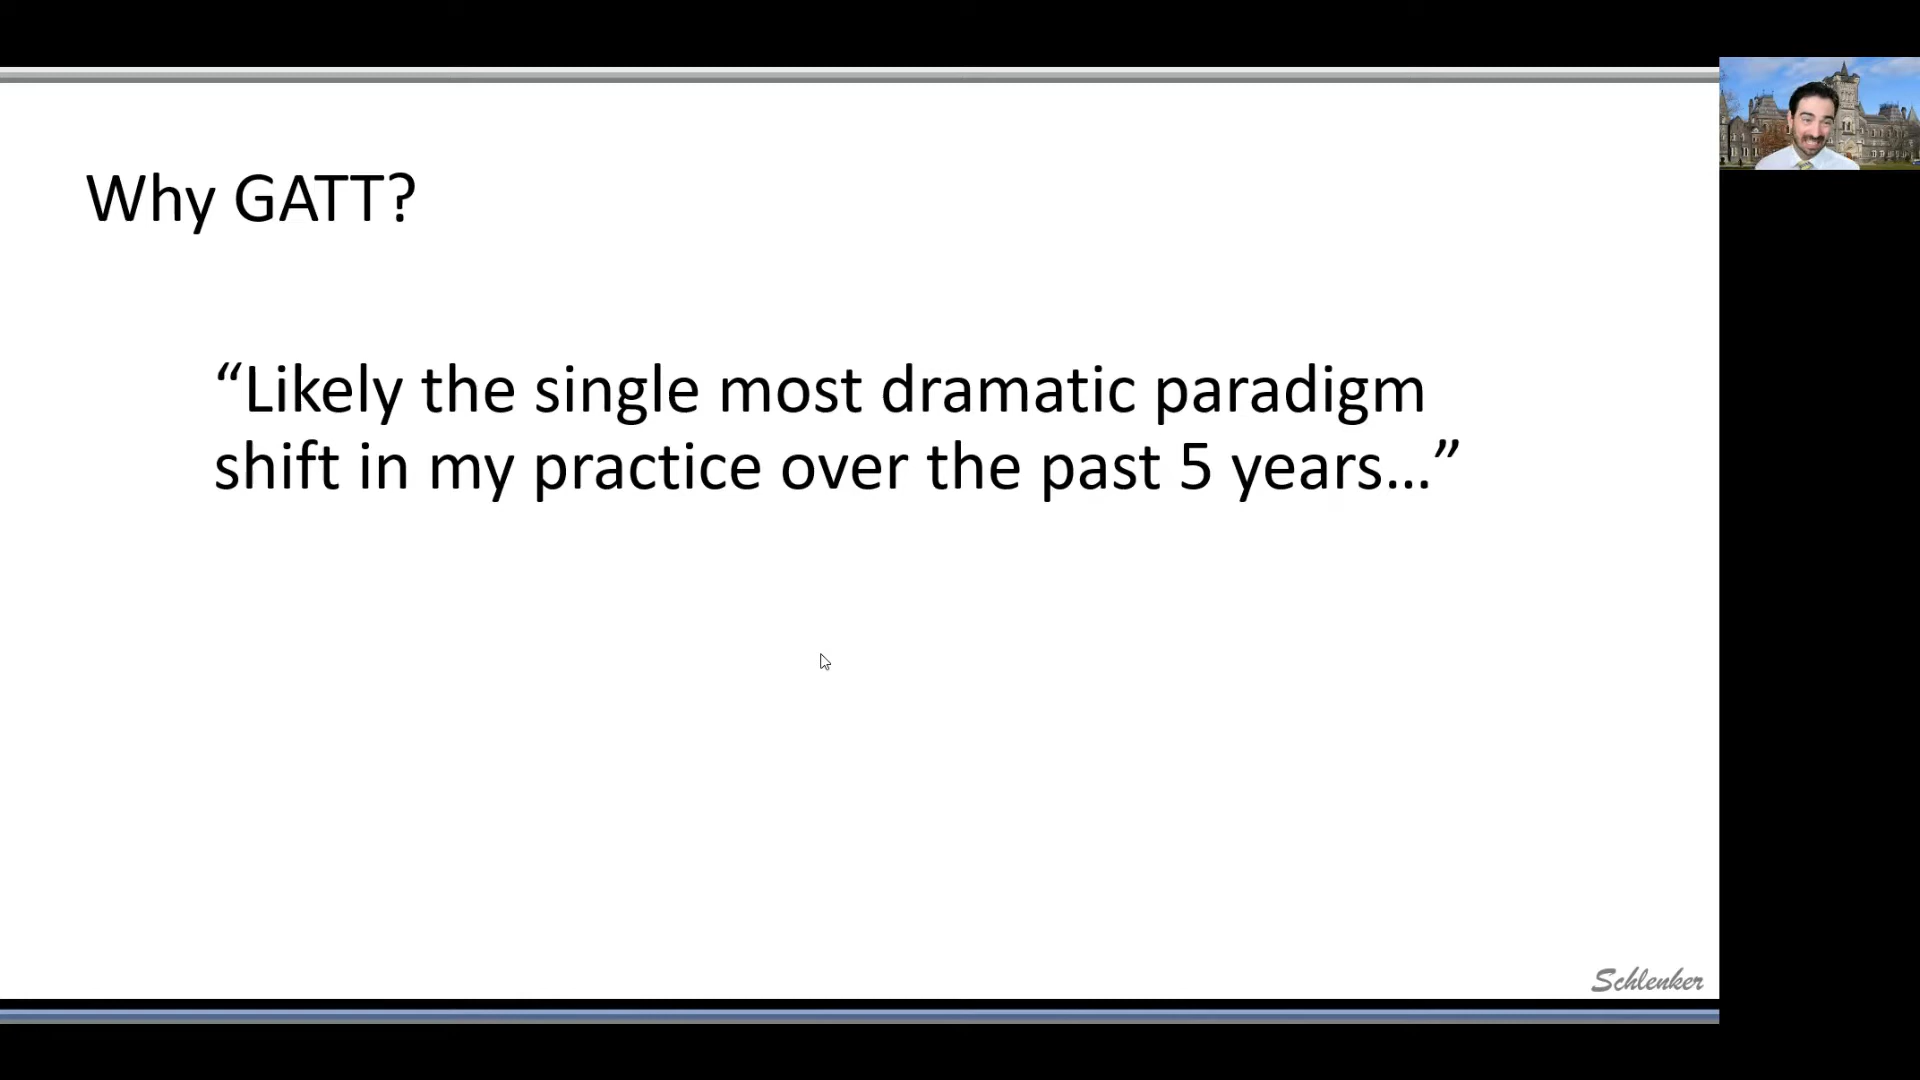 Why GATT?
“Likely the single most dramatic paradigm
shift in my practice over the past 5 years…”
Schlenker